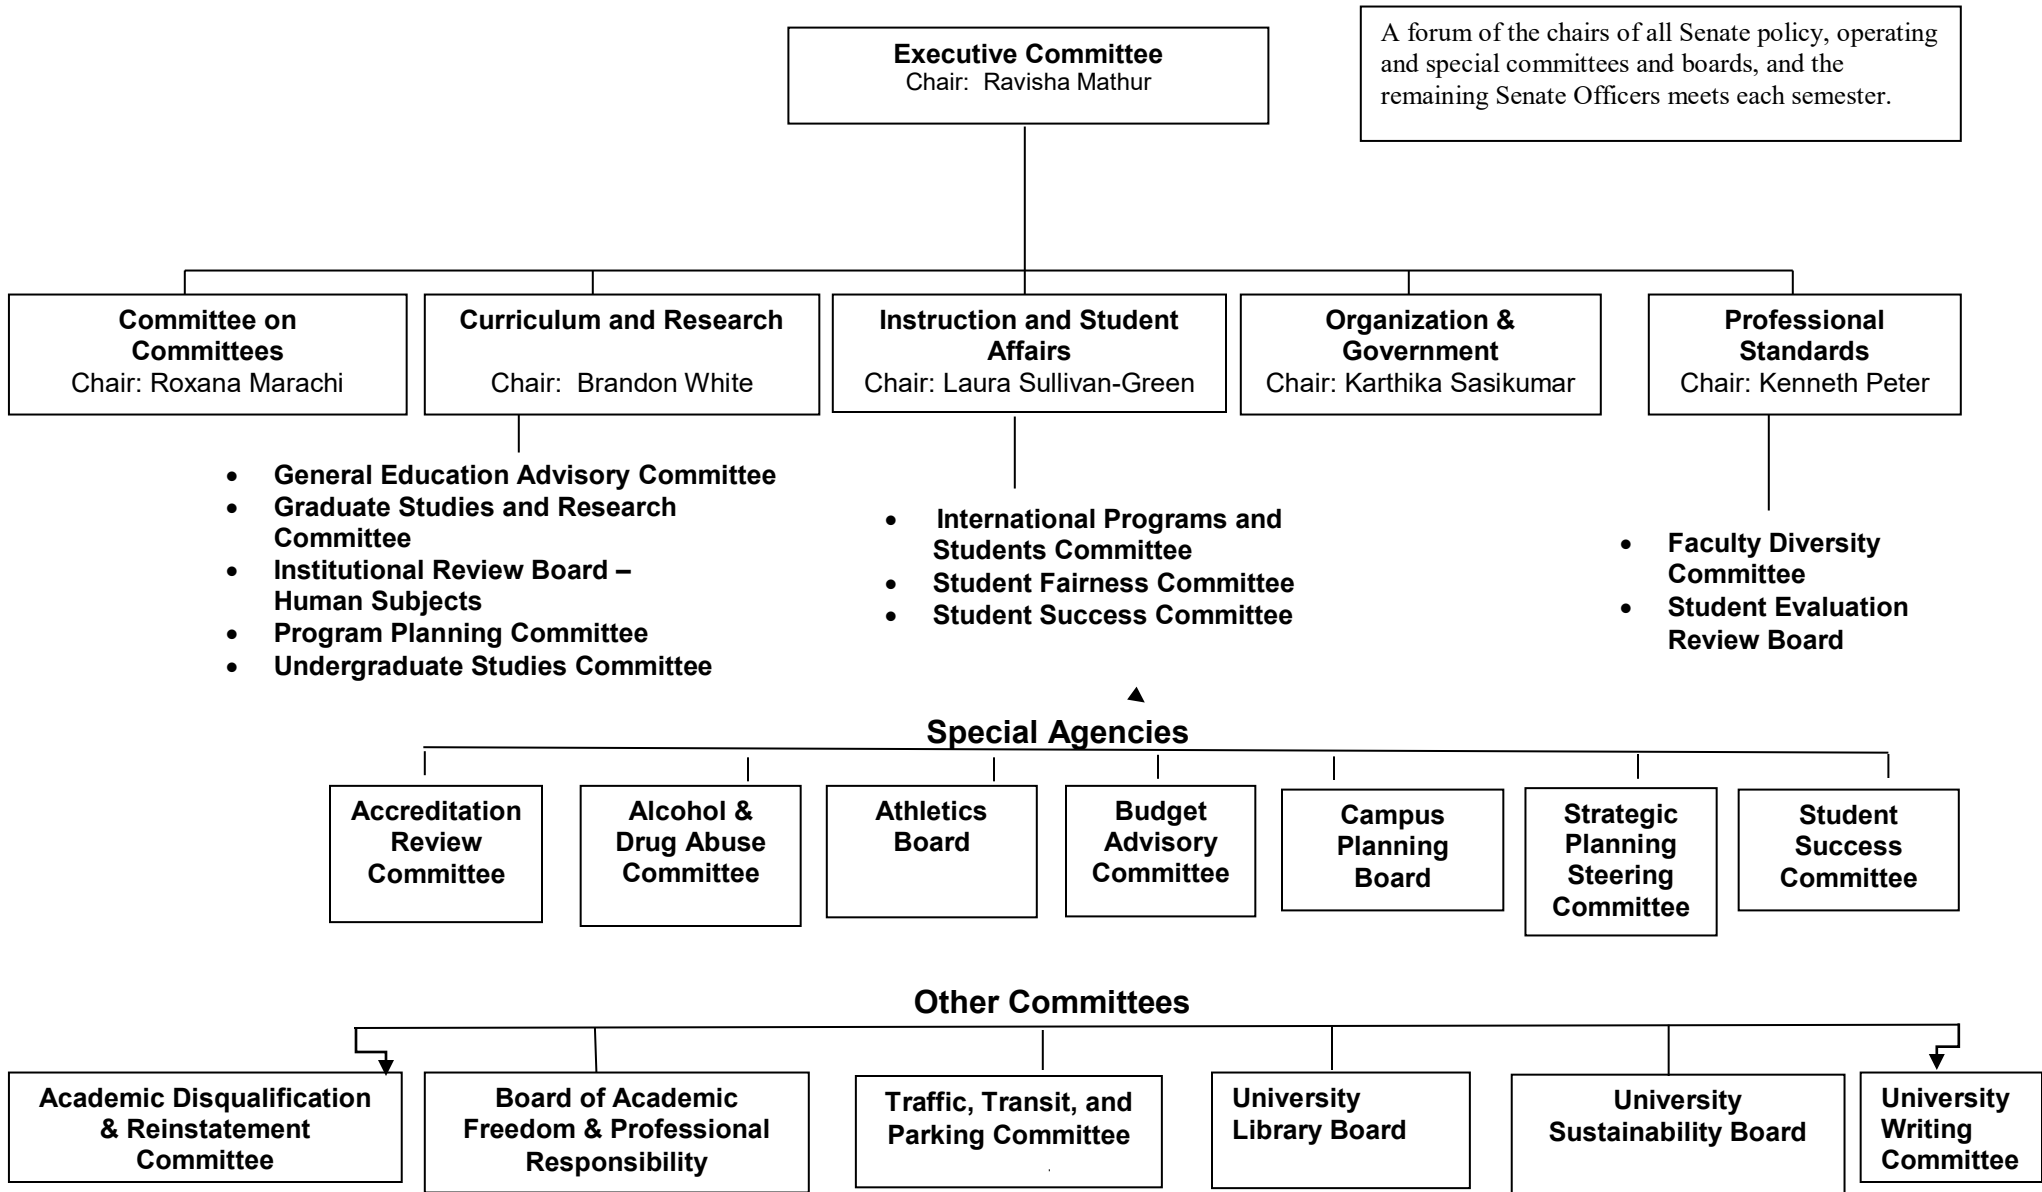 Executive Committee
Chair: Ravisha Mathur
A forum of the chairs of all Senate policy, operating
and special committees and boards, and the
remaining Senate Officers meets each semester.
Committee on
Committees
Chair: Roxana Marachi
Curriculum and Research
Chair: Brandon White
Instruction and Student
Affairs
Chair: Laura Sullivan-Green
Organization &
Government
Chair: Karthika Sasikumar
Professional
Standards
Chair: Kenneth Peter
• General Education Advisory Committee
• Graduate Studies and Research
Committee
• Institutional Review Board –
Human Subjects
• Program Planning Committee
• Undergraduate Studies Committee
• International Programs and
Students Committee
• Student Fairness Committee
• Student Success Committee
• Faculty Diversity
Committee
• Student Evaluation
Review Board
Special Agencies
Accreditation
Review
Committee
Alcohol &
Drug Abuse
Committee
Athletics
Board
Budget
Advisory
Committee
Campus
Planning
Board
Strategic
Planning
Steering
Committee
Student
Success
Committee
Other Committees
Academic Disqualification
& Reinstatement
Committee
Board of Academic
Freedom & Professional
Responsibility
Traffic, Transit, and
Parking Committee
University
Library Board
University
Sustainability Board
University
Writing
Committee